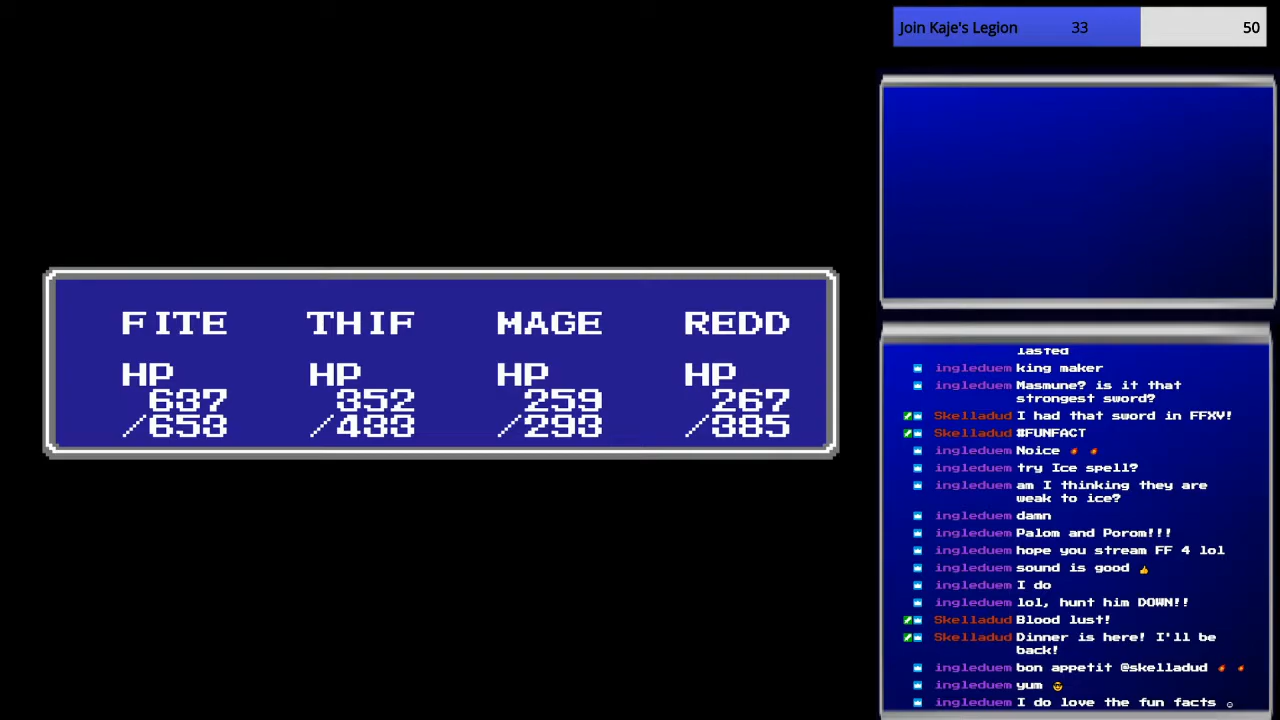 Join Kaje's Legion 33 50
FITE THIF MAGE REDD
HP HP HP HP
637 352 259 267
/653 /433 /293 /385
lasted
ingleduem king maker
ingleduem Masmune? is it that
strongest sword?
Skelladud I had that sword in FFXV!
Skelladud #FUNFACT
ingleduem Noice
ingleduem try Ice spell?
ingleduem am I thinking they are
weak to ice?
ingleduem damn
ingleduem Palom and Porom!!!
ingleduem hope you stream FF 4 lol
ingleduem sound is good 👍
ingleduem I do
ingleduem lol, hunt him DOWN!!
Skelladud Blood lust!
Skelladud Dinner is here! I'll be
back!
ingleduem bon appetit @skelladud
ingleduem yum 😎
ingleduem I do love the fun facts